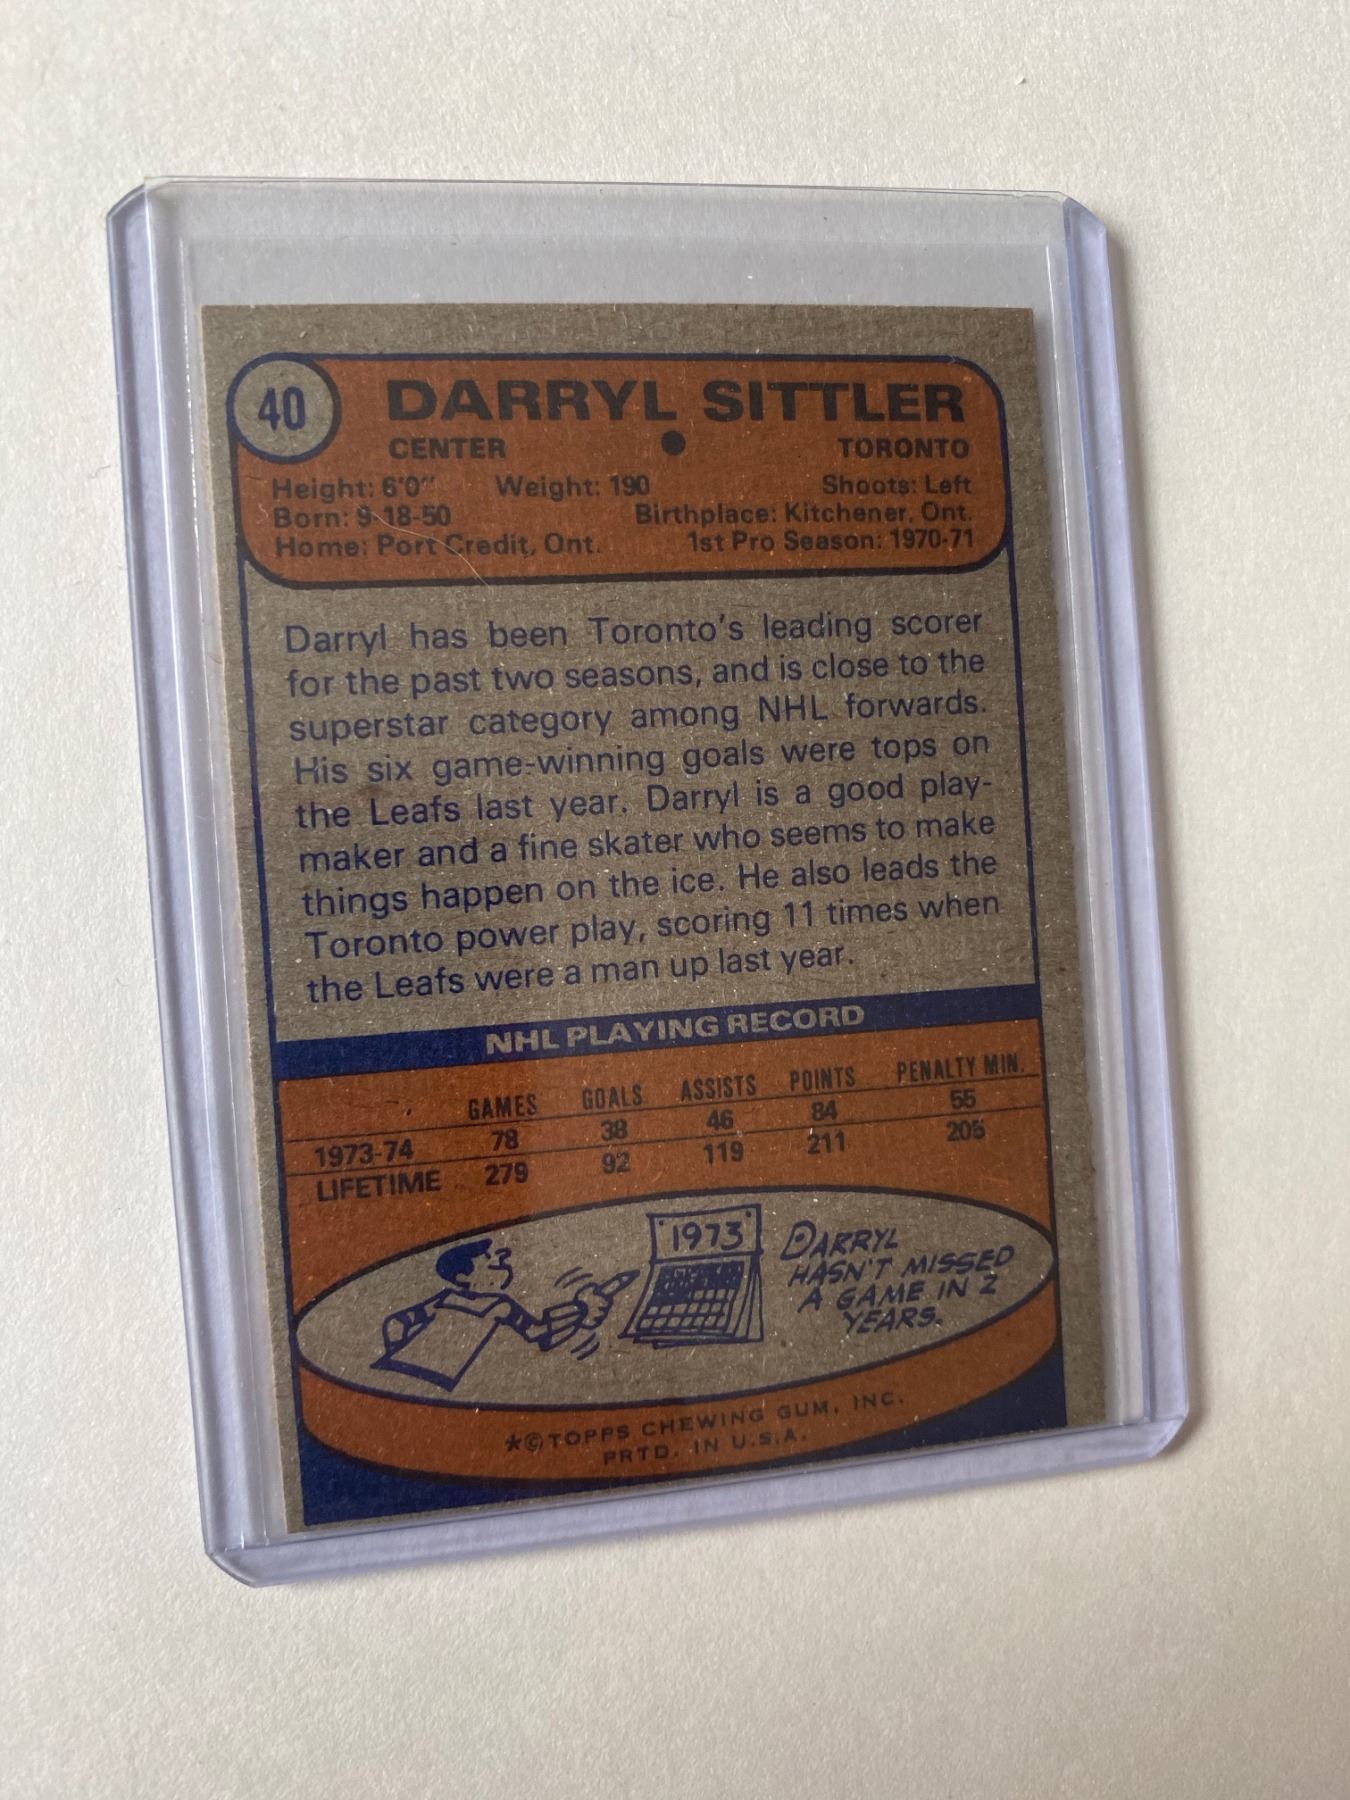 40
DARRYL SITTLER
CENTER ● TORONTO
Height: 6'0" Weight: 190 Shoots: Left
Born: 9-18-50 Birthplace: Kitchener, Ont.
Home: Port Credit, Ont. 1st Pro Season: 1970-71
Darryl has been Toronto's leading scorer
for the past two seasons, and is close to the
superstar category among NHL forwards.
His six game-winning goals were tops on
the Leafs last year. Darryl is a good play-
maker and a fine skater who seems to make
things happen on the ice. He also leads the
Toronto power play, scoring 11 times when
the Leafs were a man up last year.
NHL PLAYING RECORD
GAMES GOALS ASSISTS POINTS PENALTY MIN.
1973-74 78 38 46 84 55
LIFETIME 279 92 119 211 205
1973
DARRYL
HASN'T MISSED
A GAME IN 2
YEARS.
*© TOPPS CHEWING GUM, INC.
PRTD. IN U.S.A.